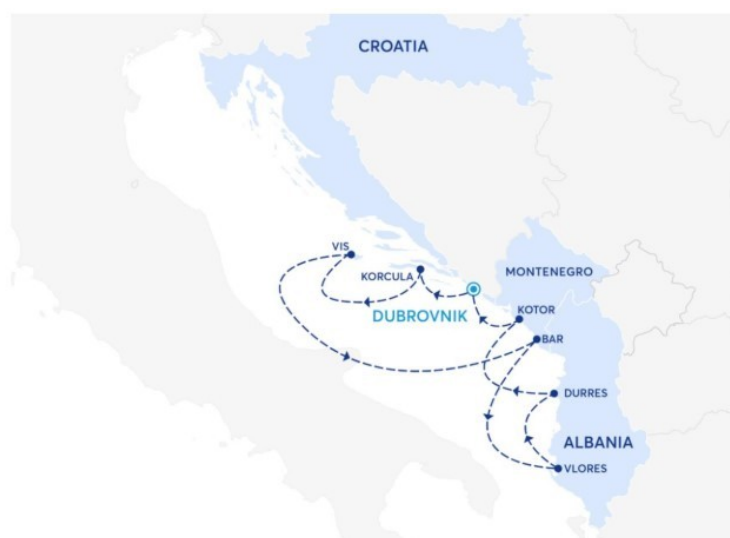 CROATIA
VIS
KORCULA
MONTENEGRO
DUBROVNIK
KOTOR
BAR
DURRES
ALBANIA
VLORES